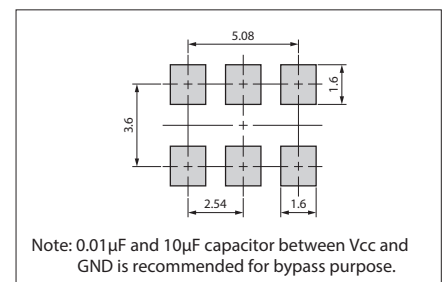 5.08
1.6
3.6
2.54
1.6
Note: 0.01µF and 10µF capacitor between Vcc and
GND is recommended for bypass purpose.